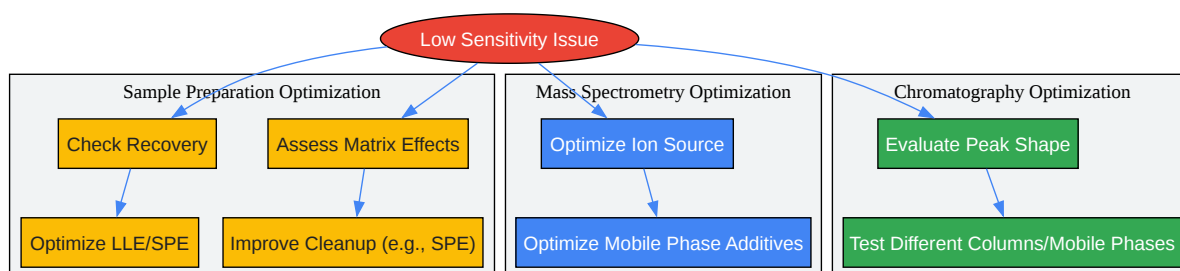 Low Sensitivity Issue
Sample Preparation Optimization
Mass Spectrometry Optimization
Chromatography Optimization
Check Recovery
Assess Matrix Effects
Optimize Ion Source
Evaluate Peak Shape
Optimize LLE/SPE
Improve Cleanup (e.g., SPE)
Optimize Mobile Phase Additives
Test Different Columns/Mobile Phases